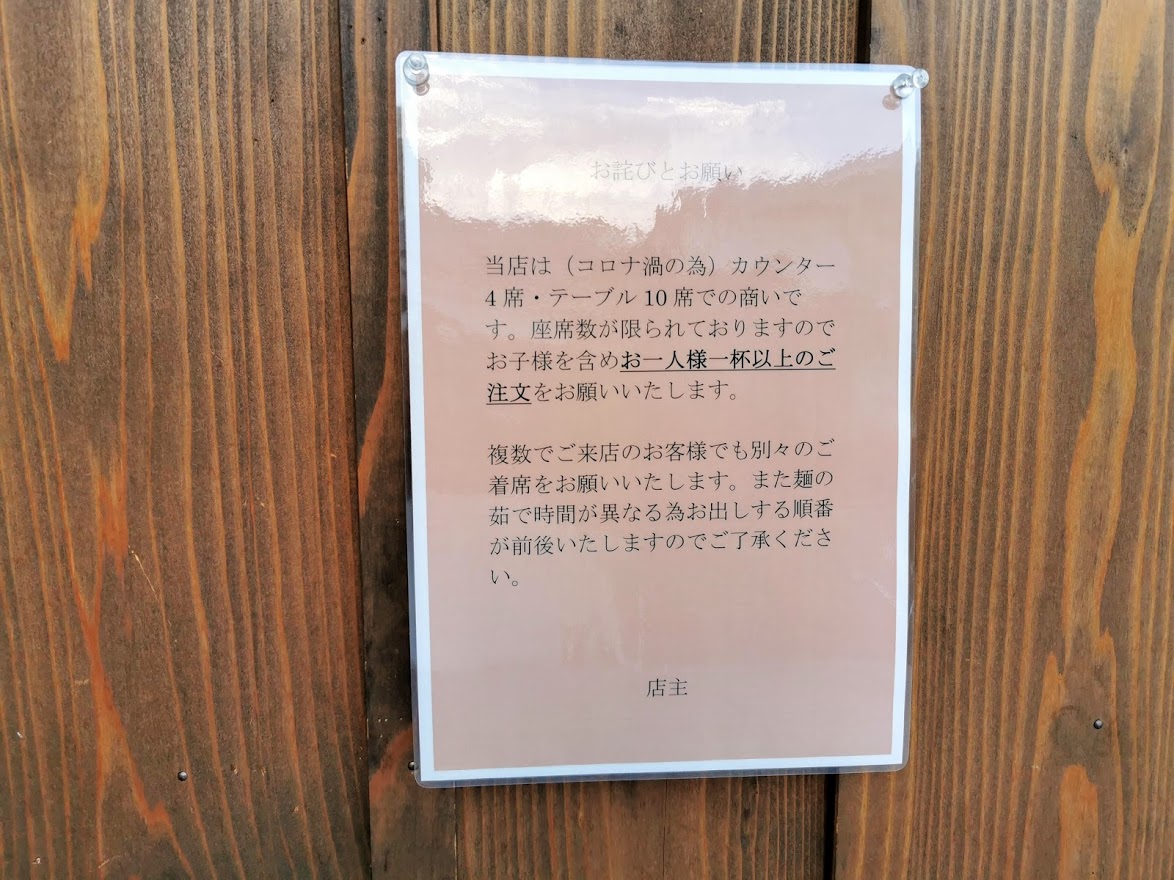 お詫びとお願い
当店は（コロナ渦の為）カウンター
4 席・テーブル 10 席での商いで
す。座席数が限られておりますので
お子様を含めお一人様一杯以上のご
注文をお願いいたします。
複数でご来店のお客様でも別々のご
着席をお願いいたします。また麺の
茹で時間が異なる為お出しする順番
が前後いたしますのでご了承くださ
い。
店主